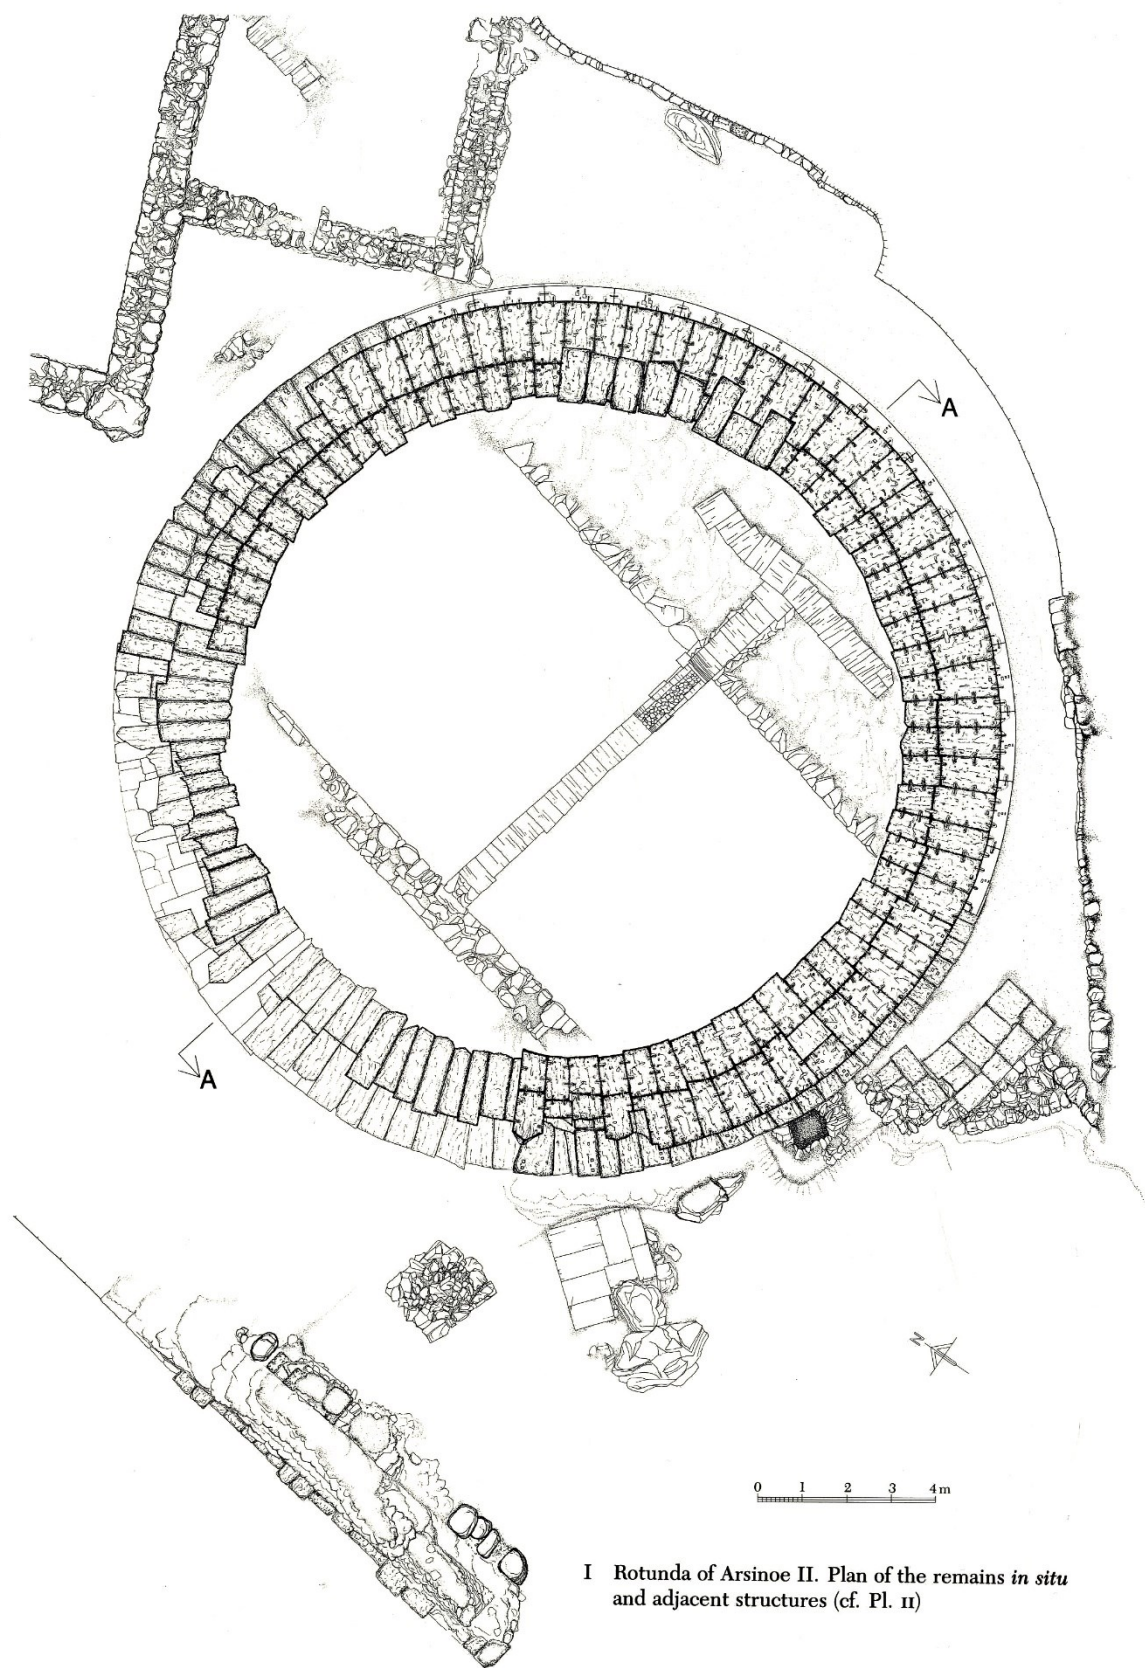 A
A
N
0 1 2 3 4m
I Rotunda of Arsinoe II. Plan of the remains in situ
and adjacent structures (cf. Pl. II)